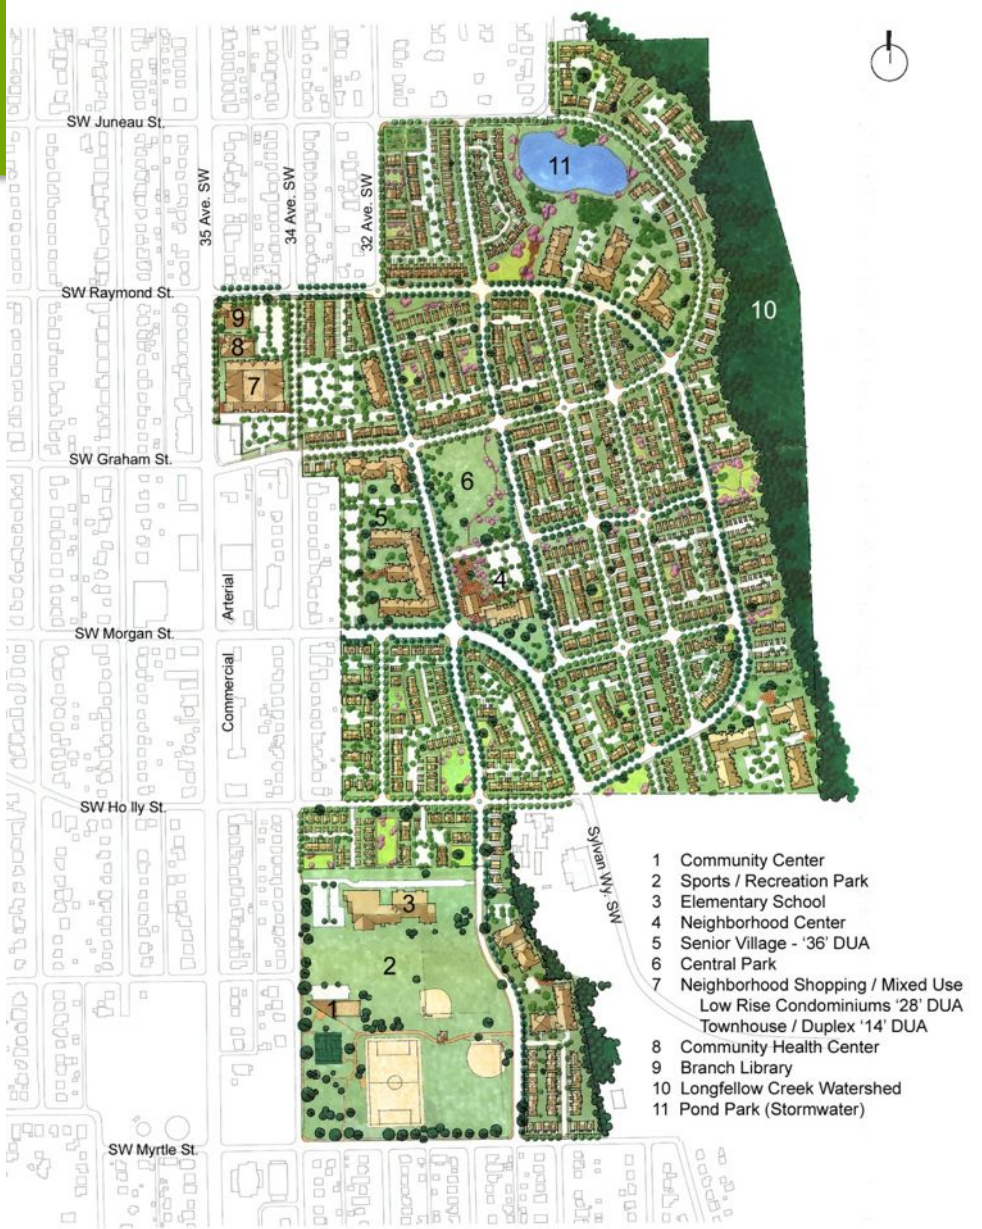 SW Juneau St.
11
35 Ave. SW
34 Ave. SW
32 Ave. SW
SW Raymond St.
10
9
8
7
SW Graham St.
6
5
4
Arterial
SW Morgan St.
Commercial
SW Ho lly St.
Sylvan Wy. SW
3
2
1
SW Myrtle St.
1 Community Center
2 Sports / Recreation Park
3 Elementary School
4 Neighborhood Center
5 Senior Village - ‘36’ DUA
6 Central Park
7 Neighborhood Shopping / Mixed Use
Low Rise Condominiums ‘28’ DUA
Townhouse / Duplex ‘14’ DUA
8 Community Health Center
9 Branch Library
10 Longfellow Creek Watershed
11 Pond Park (Stormwater)